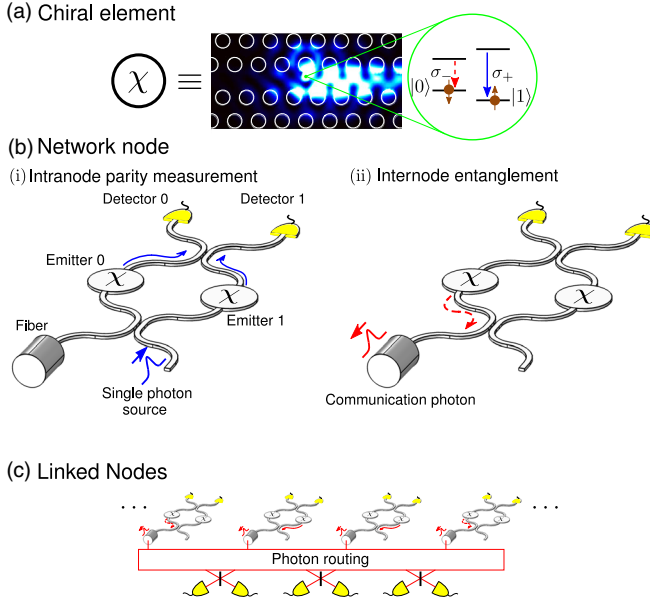 (a) Chiral element
χ ≡
σ₋ σ₊
|0⟩ |1⟩
(b) Network node
(i) Intranode parity measurement
(ii) Internode entanglement
Detector 0 Detector 1
Emitter 0
χ
χ
Emitter 1
Fiber
Single photon
source
χ
χ
Communication photon
(c) Linked Nodes
. . . . . .
Photon routing